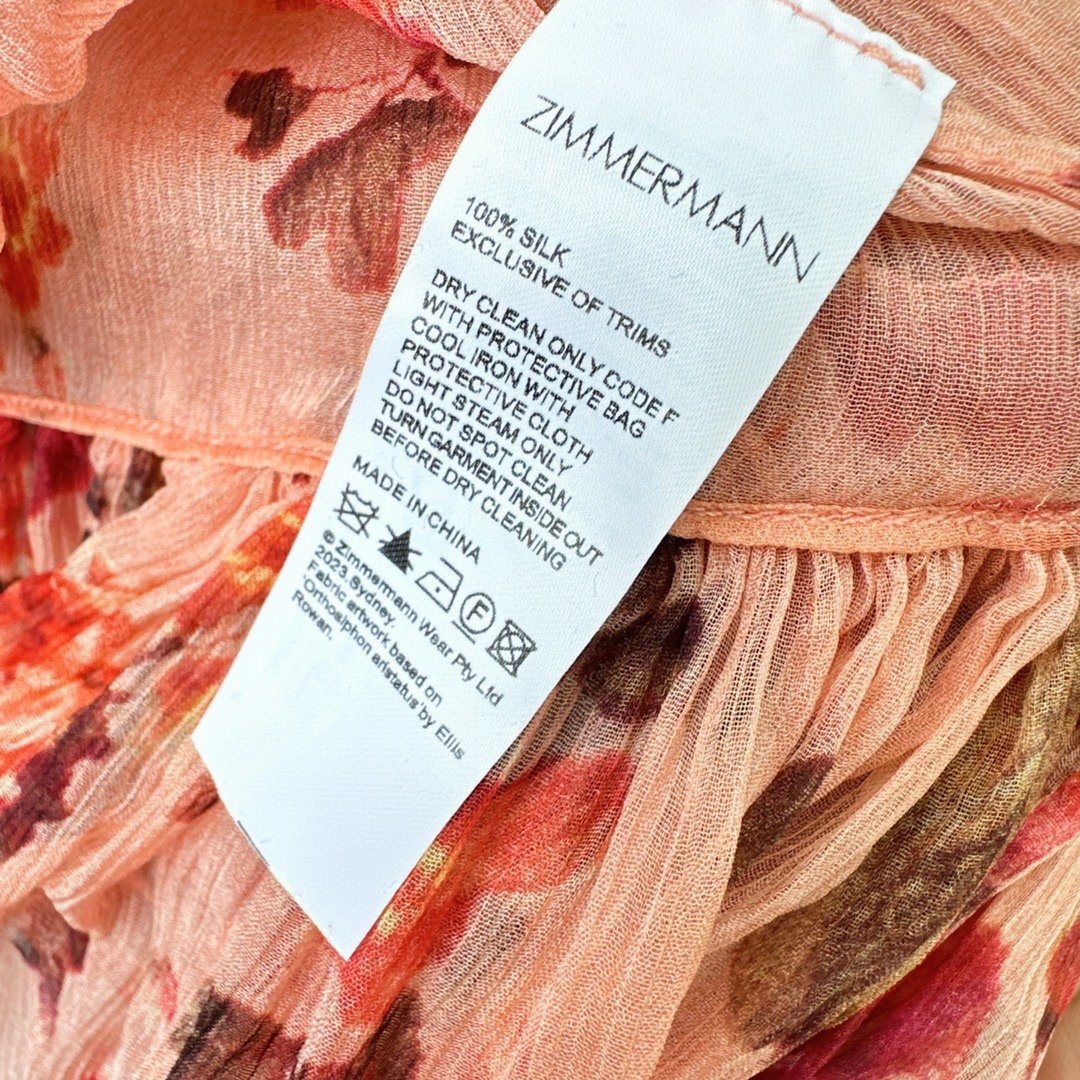 ZIMMERMANN
100% SILK
EXCLUSIVE OF TRIMS
DRY CLEAN ONLY CODE F
WITH PROTECTIVE BAG
COOL IRON WITH
PROTECTIVE CLOTH
LIGHT STEAM ONLY
DO NOT SPOT CLEAN
TURN GARMENT INSIDE OUT
BEFORE DRY CLEANING
MADE IN CHINA
F
© Zimmermann Wear Pty Ltd
2023.Sydney.
Fabric artwork based on
'Orthosiphon aristatus' by Ellis
Rowan.